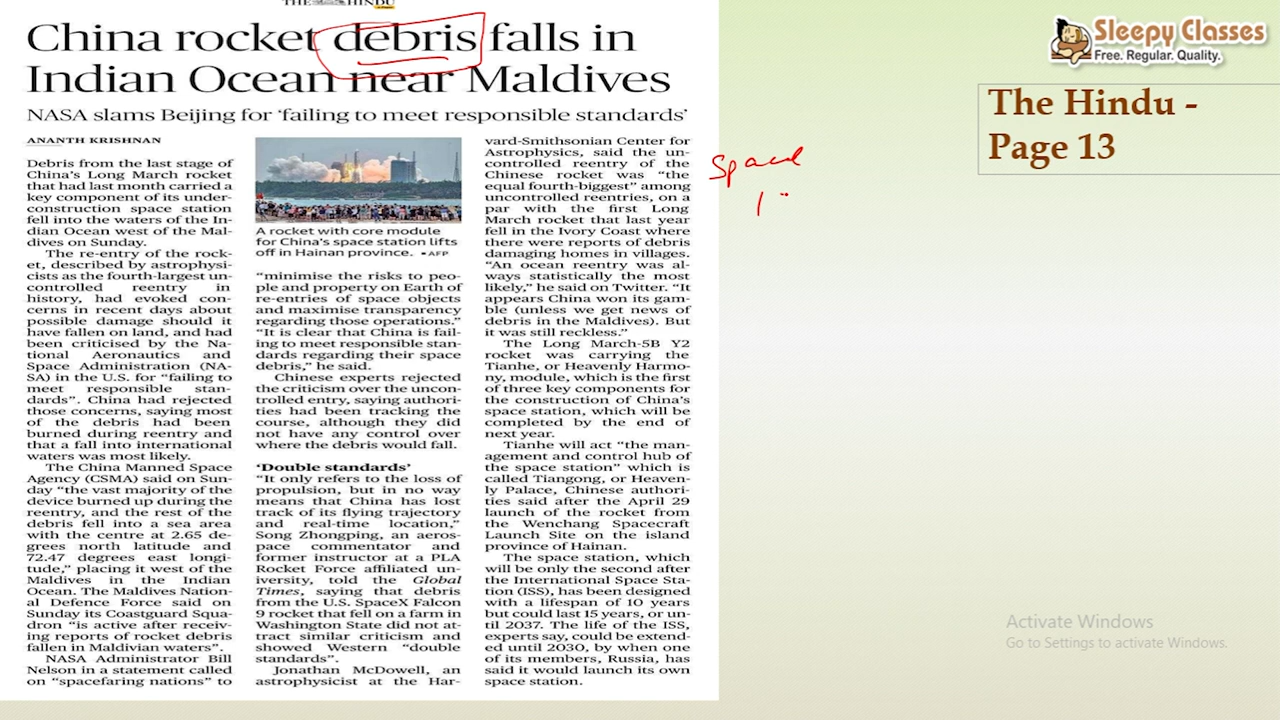 THE HINDU
China rocket debris falls in
Indian Ocean near Maldives
NASA slams Beijing for ‘failing to meet responsible standards’
ANANTH KRISHNAN
Debris from the last stage of
China’s Long March rocket
that had last month carried a
key component of its under-
construction space station
fell into the waters of the In-
dian Ocean west of the Mal-
dives on Sunday.
The re-entry of the rock-
et, described by astrophysi-
cists as the fourth-largest un-
controlled reentry in
history, had evoked con-
cerns in recent days about
possible damage should it
have fallen on land, and had
been criticised by the Na-
tional Aeronautics and
Space Administration (NA-
SA) in the U.S. for “failing to
meet responsible stan-
dards”. China had rejected
those concerns, saying most
of the debris had been
burned during reentry and
that a fall into international
waters was most likely.
The China Manned Space
Agency (CSMA) said on Sun-
day “the vast majority of the
device burned up during the
reentry, and the rest of the
debris fell into a sea area
with the centre at 2.65 de-
grees north latitude and
72.47 degrees east longi-
tude,” placing it west of the
Maldives in the Indian
Ocean. The Maldives Nation-
al Defence Force said on
Sunday its Coastguard Squa-
dron “is active after receiv-
ing reports of rocket debris
fallen in Maldivian waters”.
NASA Administrator Bill
Nelson in a statement called
on “spacefaring nations” to
A rocket with core module
for China’s space station lifts
off in Hainan province. •AFP
“minimise the risks to peo-
ple and property on Earth of
re-entries of space objects
and maximise transparency
regarding those operations.”
“It is clear that China is fail-
ing to meet responsible stan-
dards regarding their space
debris,” he said.
Chinese experts rejected
the criticism over the uncon-
trolled entry, saying authori-
ties had been tracking the
course, although they did
not have any control over
where the debris would fall.
‘Double standards’
“It only refers to the loss of
propulsion, but in no way
means that China has lost
track of its flying trajectory
and real-time location,”
Song Zhongping, an aeros-
pace commentator and
former instructor at a PLA
Rocket Force affiliated un-
iversity, told the Global
Times, saying that debris
from the U.S. SpaceX Falcon
9 rocket that fell on a farm in
Washington State did not at-
tract similar criticism and
showed Western “double
standards”.
Jonathan McDowell, an
astrophysicist at the Har-
vard-Smithsonian Center for
Astrophysics, said the un-
controlled reentry of the
Chinese rocket was “the
equal fourth-biggest” among
uncontrolled reentries, on a
par with the first Long
March rocket that last year
fell in the Ivory Coast where
there were reports of debris
damaging homes in villages.
“An ocean reentry was al-
ways statistically the most
likely,” he said on Twitter. “It
appears China won its gam-
ble (unless we get news of
debris in the Maldives). But
it was still reckless.”
The Long March-5B Y2
rocket was carrying the
Tianhe, or Heavenly Harmo-
ny, module, which is the first
of three key components for
the construction of China’s
space station, which will be
completed by the end of
next year.
Tianhe will act “the man-
agement and control hub of
the space station” which is
called Tiangong, or Heaven-
ly Palace, Chinese authori-
ties said after the April 29
launch of the rocket from
the Wenchang Spacecraft
Launch Site on the island
province of Hainan.
The space station, which
will be only the second after
the International Space Sta-
tion (ISS), has been designed
with a lifespan of 10 years
but could last 15 years, or un-
til 2037. The life of the ISS,
experts say, could be extend-
ed until 2030, by when one
of its members, Russia, has
said it would launch its own
space station.
Space
Sleepy Classes
Free. Regular. Quality.
The Hindu -
Page 13
Activate Windows
Go to Settings to activate Windows.